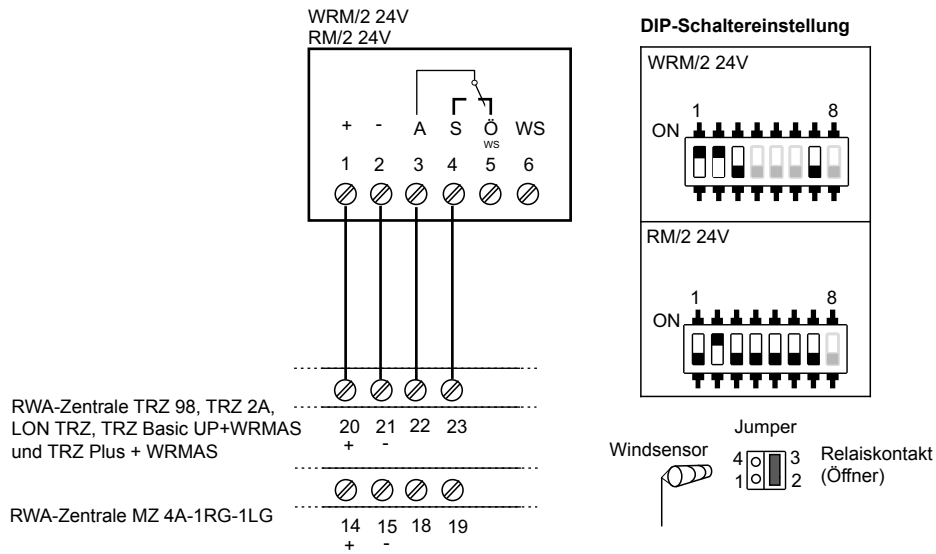 WRM/2 24V
RM/2 24V
+ - A S Ö WS
ws
1 2 3 4 5 6
RWA-Zentrale TRZ 98, TRZ 2A,
LON TRZ, TRZ Basic UP+WRMAS
und TRZ Plus + WRMAS
20 21 22 23
+ -
RWA-Zentrale MZ 4A-1RG-1LG
14 15 18 19
+ -
DIP-Schaltereinstellung
WRM/2 24V
1 8
ON
RM/2 24V
1 8
ON
Jumper
Windsensor
4 3
1 2
Relaiskontakt
(Öffner)